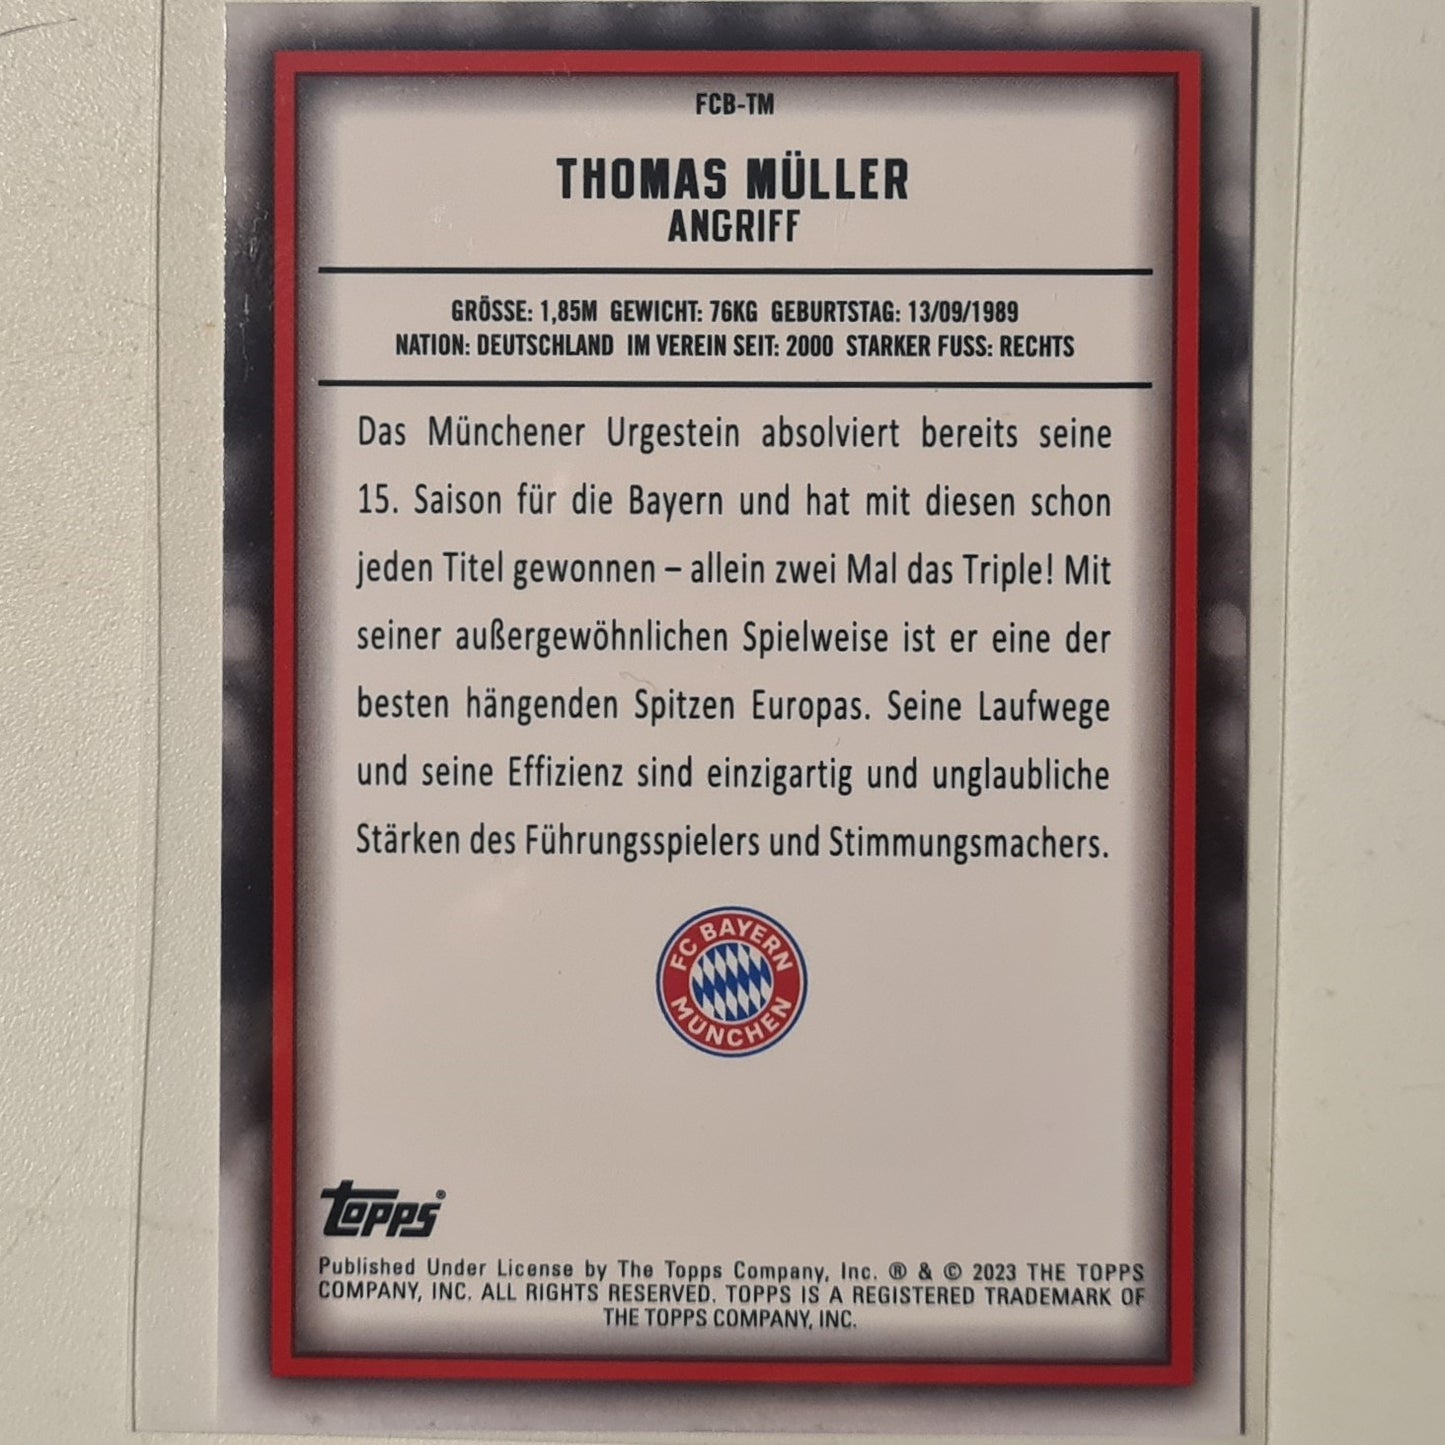 FCB-TM
THOMAS MÜLLER
ANGRIFF
GRÖSSE: 1,85M GEWICHT: 76KG GEBURTSTAG: 13/09/1989
NATION: DEUTSCHLAND IM VEREIN SEIT: 2000 STARKER FUSS: RECHTS
Das Münchener Urgestein absolviert bereits seine
15. Saison für die Bayern und hat mit diesen schon
jeden Titel gewonnen – allein zwei Mal das Triple! Mit
seiner außergewöhnlichen Spielweise ist er eine der
besten hängenden Spitzen Europas. Seine Laufwege
und seine Effizienz sind einzigartig und unglaubliche
Stärken des Führungsspielers und Stimmungsmachers.
FC BAYERN
MÜNCHEN
Topps®
Published Under License by The Topps Company, Inc. ® & © 2023 THE TOPPS
COMPANY, INC. ALL RIGHTS RESERVED. TOPPS IS A REGISTERED TRADEMARK OF
THE TOPPS COMPANY, INC.